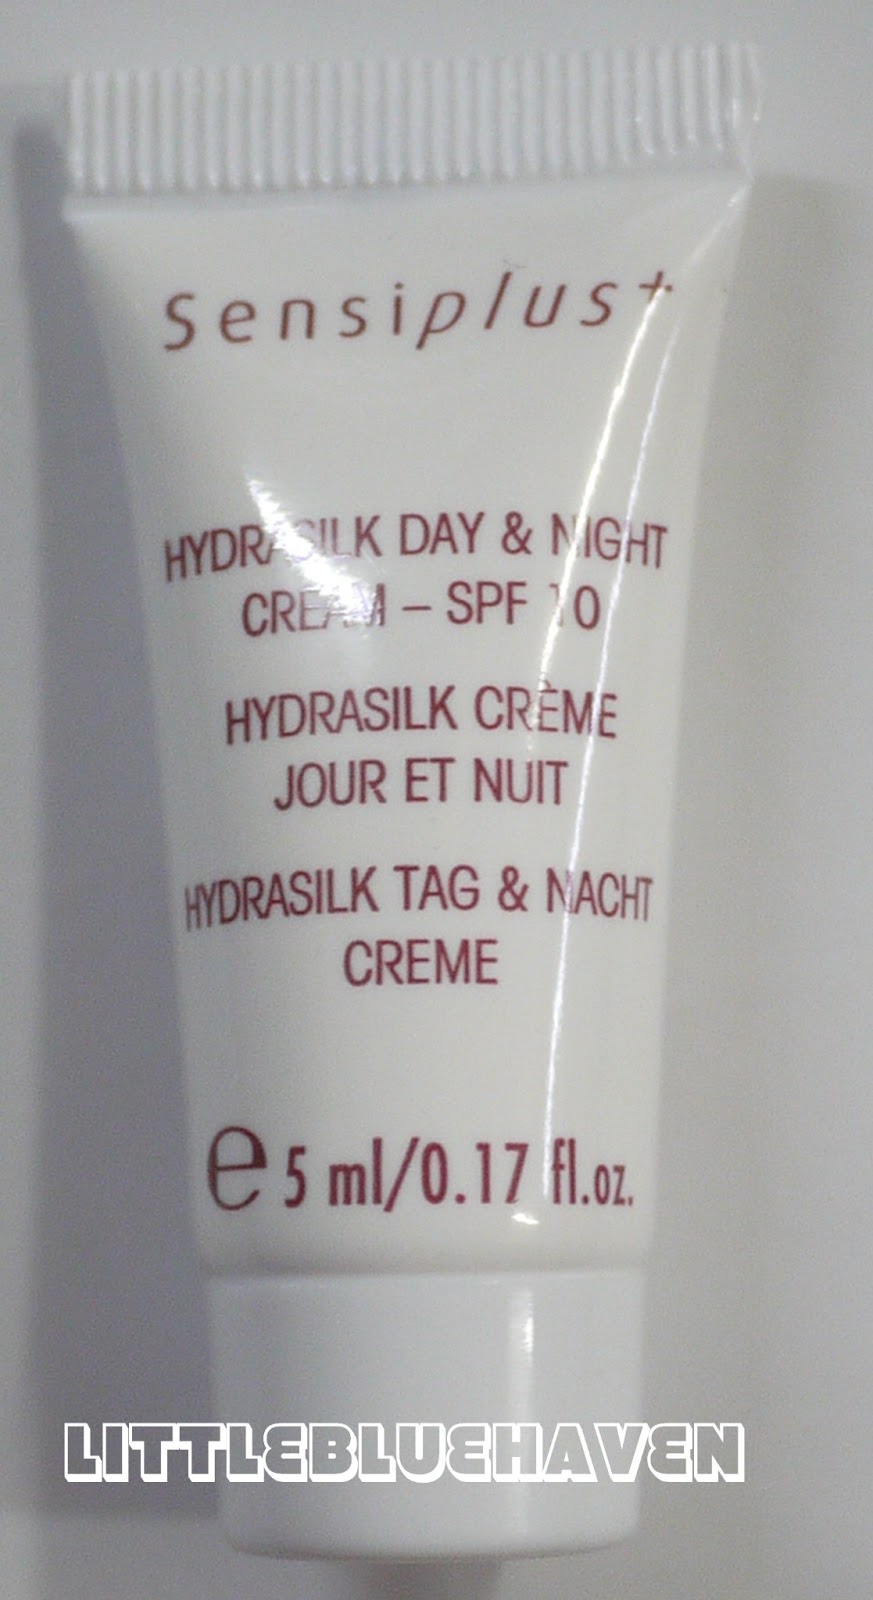 Sensiplus+
HYDRASILK DAY & NIGHT
CREAM – SPF 10
HYDRASILK CRÈME
JOUR ET NUIT
HYDRASILK TAG & NACHT
CREME
e 5 ml/0.17 fl.oz.
LITTLEBLUEHAVEN